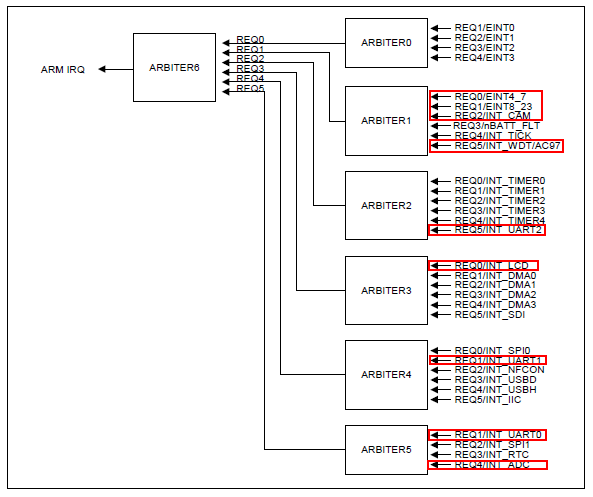 REQ0
REQ1
REQ2
REQ3
REQ4
REQ5
ARM IRQ
ARBITER6
ARBITER0
REQ1/EINT0
REQ2/EINT1
REQ3/EINT2
REQ4/EINT3
ARBITER1
REQ0/EINT4_7
REQ1/EINT8_23
REQ2/INT_CAM
REQ3/nBATT_FLT
REQ4/INT_TICK
REQ5/INT_WDT/AC97
ARBITER2
REQ0/INT_TIMER0
REQ1/INT_TIMER1
REQ2/INT_TIMER2
REQ3/INT_TIMER3
REQ4/INT_TIMER4
REQ5/INT_UART2
ARBITER3
REQ0/INT_LCD
REQ1/INT_DMA0
REQ2/INT_DMA1
REQ3/INT_DMA2
REQ4/INT_DMA3
REQ5/INT_SDI
ARBITER4
REQ0/INT_SPI0
REQ1/INT_UART1
REQ2/INT_NFCON
REQ3/INT_USBD
REQ4/INT_USBH
REQ5/INT_IIC
ARBITER5
REQ1/INT_UART0
REQ2/INT_SPI1
REQ3/INT_RTC
REQ4/INT_ADC